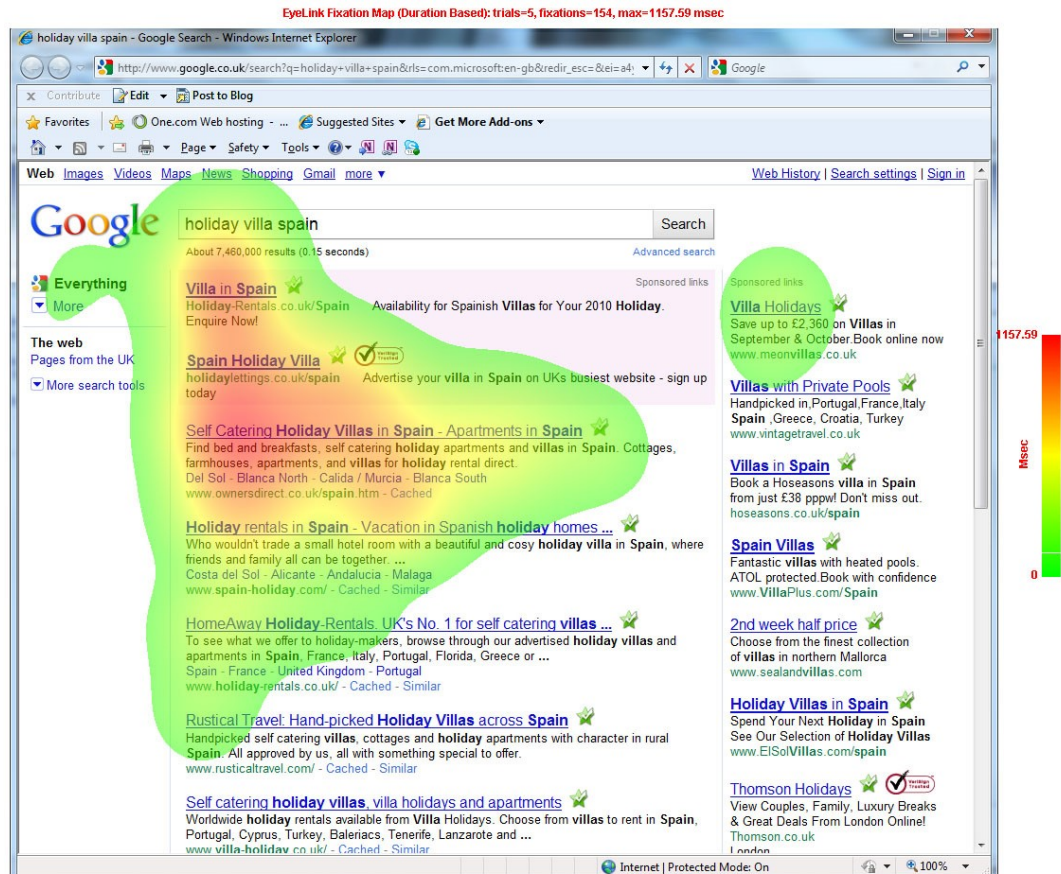 EyeLink Fixation Map (Duration Based): trials=5, fixations=154, max=1157.59 msec
holiday villa spain - Google Search - Windows Internet Explorer
http://www.google.co.uk/search?q=holiday+villa+spain&rls=com.microsoft:en-gb&redir_esc=&ei=a4
Google
x Contribute Edit Post to Blog
Favorites One.com Web hosting - ... Suggested Sites Get More Add-ons
Page Safety Tools
Web Images Videos Maps News Shopping Gmail more
Web History | Search settings | Sign in
Google
holiday villa spain
Search
About 7,460,000 results (0.15 seconds)
Advanced search
Everything
More
The web
Pages from the UK
More search tools
Sponsored links
Villa in Spain
Holiday-Rentals.co.uk/Spain Availability for Spainish Villas for Your 2010 Holiday.
Enquire Now!
Spain Holiday Villa VeriSign Trusted
holidaylettings.co.uk/spain Advertise your villa in Spain on UKs busiest website - sign up
today
Self Catering Holiday Villas in Spain - Apartments in Spain
Find bed and breakfasts, self catering holiday apartments and villas in Spain. Cottages,
farmhouses, apartments, and villas for holiday rental direct.
Del Sol - Blanca North - Calida / Murcia - Blanca South
www.ownersdirect.co.uk/spain.htm - Cached
Holiday rentals in Spain - Vacation in Spanish holiday homes ...
Who wouldn't trade a small hotel room with a beautiful and cosy holiday villa in Spain, where
friends and family all can be together. ...
Costa del Sol - Alicante - Andalucia - Malaga
www.spain-holiday.com/ - Cached - Similar
HomeAway Holiday-Rentals. UK's No. 1 for self catering villas ...
To see what we offer to holiday-makers, browse through our advertised holiday villas and
apartments in Spain, France, Italy, Portugal, Florida, Greece or ...
Spain - France - United Kingdom - Portugal
www.holiday-rentals.co.uk/ - Cached - Similar
Rustical Travel: Hand-picked Holiday Villas across Spain
Handpicked self catering villas, cottages and holiday apartments with character in rural
Spain. All approved by us, all with something special to offer.
www.rusticaltravel.com/ - Cached - Similar
Self catering holiday villas, villa holidays and apartments
Worldwide holiday rentals available from Villa Holidays. Choose from villas to rent in Spain,
Portugal, Cyprus, Turkey, Baleriacs, Tenerife, Lanzarote and ...
www.villa-holiday.co.uk/ - Cached - Similar
Sponsored links
Villa Holidays
Save up to £2,360 on Villas in
September & October.Book online now
www.meonvillas.co.uk
Villas with Private Pools
Handpicked in,Portugal,France,Italy
Spain ,Greece, Croatia, Turkey
www.vintagetravel.co.uk
Villas in Spain
Book a Hoseasons villa in Spain
from just £38 pppw! Don't miss out.
hoseasons.co.uk/spain
Spain Villas
Fantastic villas with heated pools.
ATOL protected.Book with confidence
www.VillaPlus.com/Spain
2nd week half price
Choose from the finest collection
of villas in northern Mallorca
www.sealandvillas.com
Holiday Villas in Spain
Spend Your Next Holiday in Spain
See Our Selection of Holiday Villas
www.ElSolVillas.com/spain
Thomson Holidays VeriSign Trusted
View Couples, Family, Luxury Breaks
& Great Deals From London Online!
Thomson.co.uk
London
1157.59
Msec
0
Internet | Protected Mode: On
100%